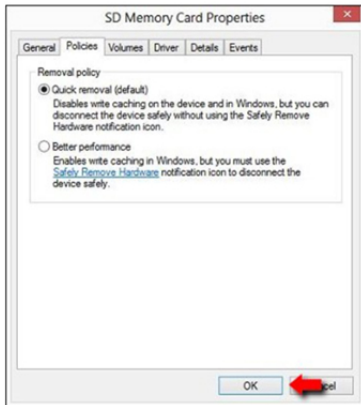 SD Memory Card Properties
General Policies Volumes Driver Details Events
Removal policy
Quick removal (default)
Disables write caching on the device and in Windows, but you can
disconnect the device safely without using the Safely Remove
Hardware notification icon.
Better performance
Enables write caching in Windows, but you must use the
Safely Remove Hardware notification icon to disconnect the
device safely.
OK